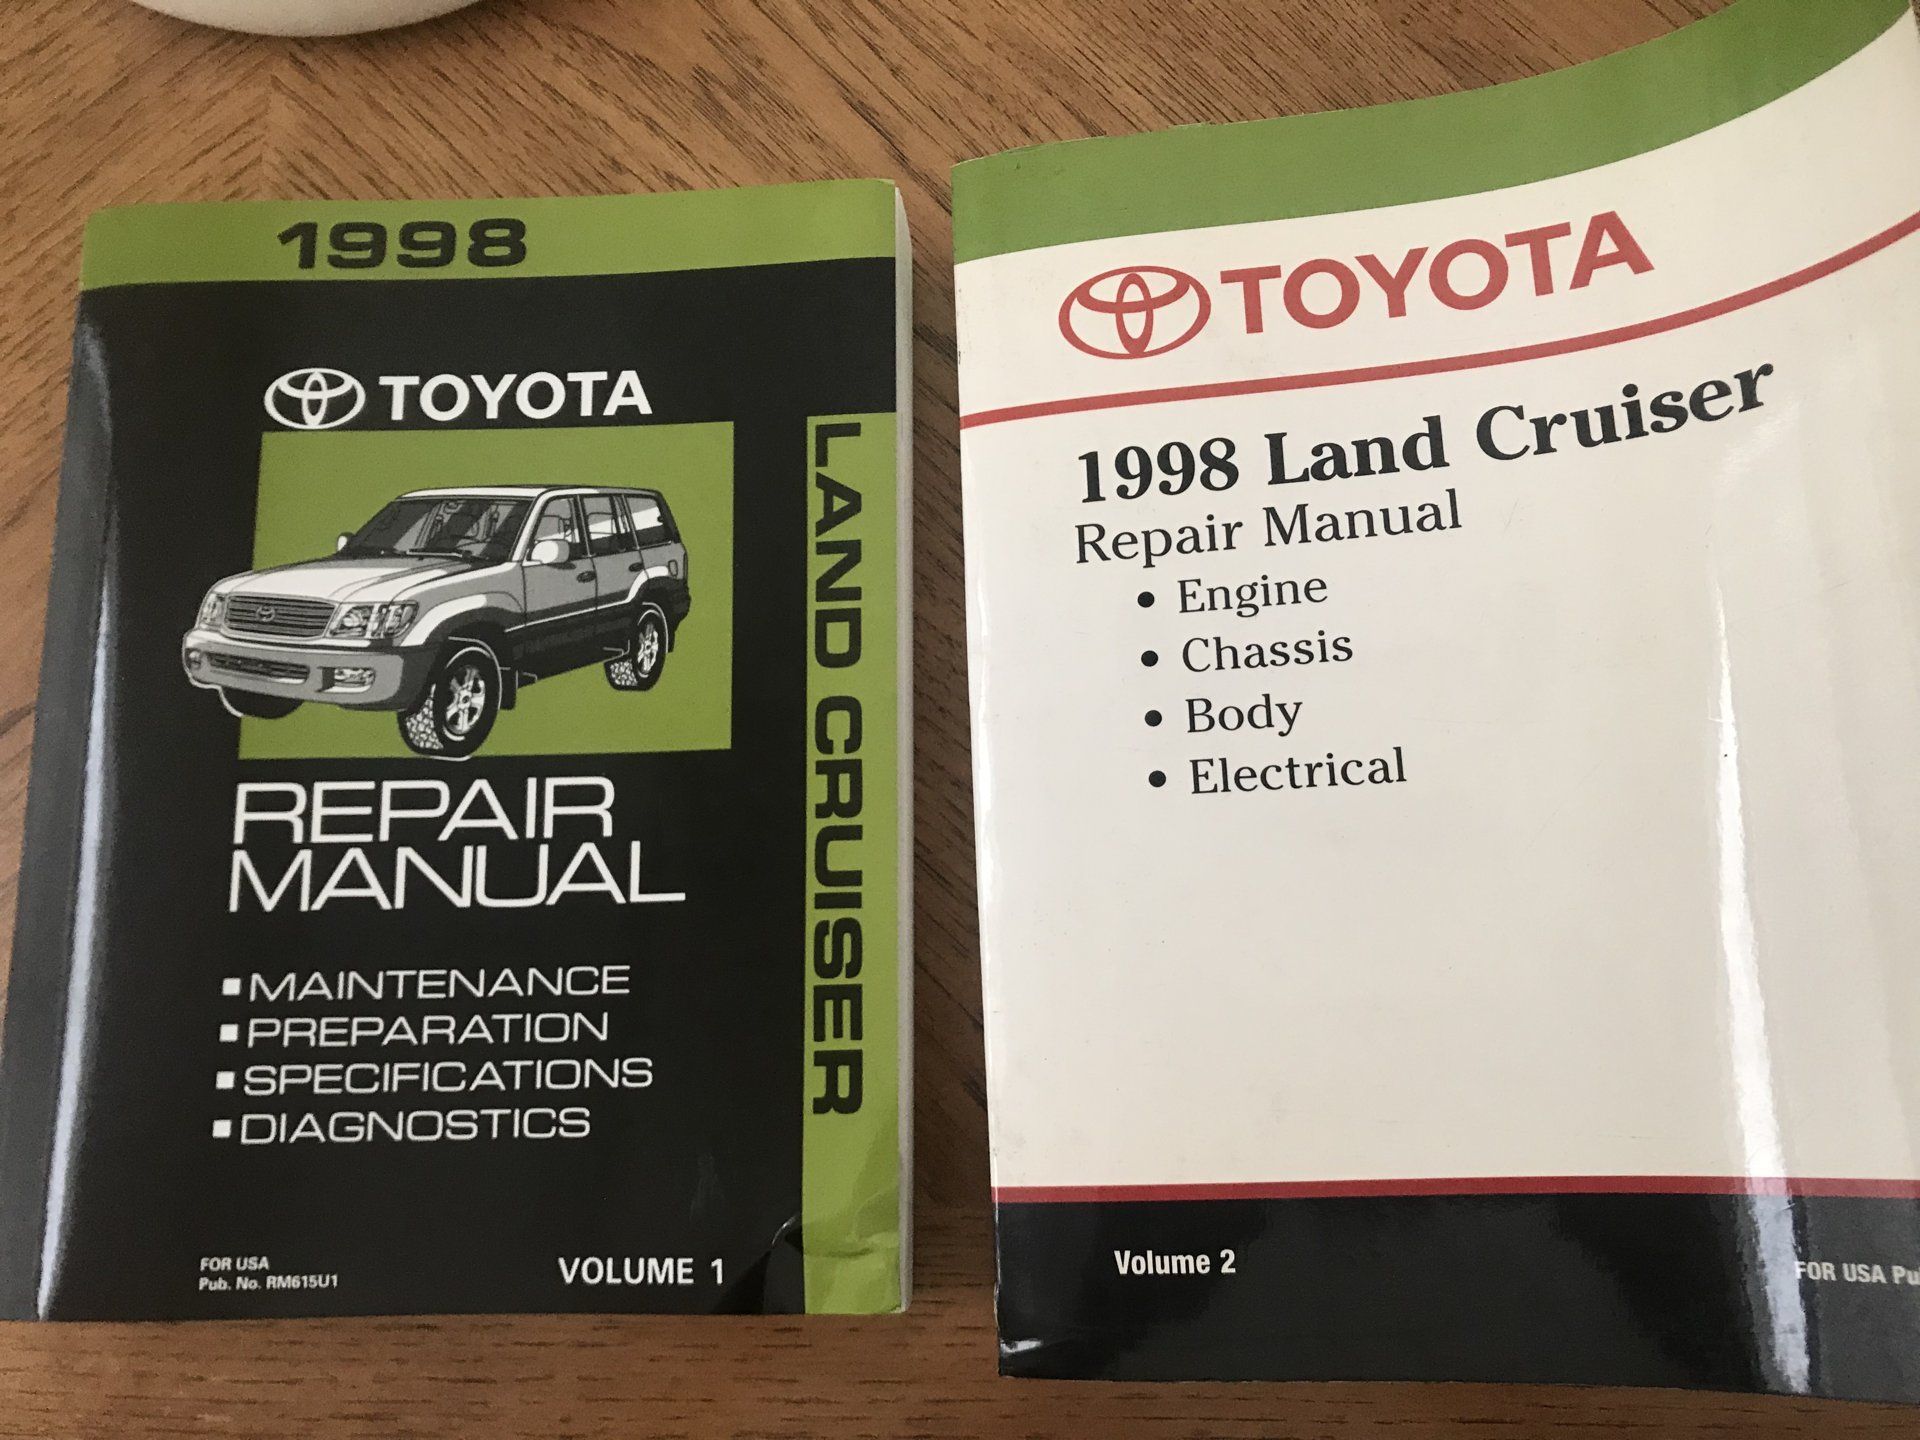 1998
TOYOTA
LAND CRUISER
REPAIR
MANUAL
▪ MAINTENANCE
▪ PREPARATION
▪ SPECIFICATIONS
▪ DIAGNOSTICS
FOR USA
Pub. No. RM615U1
VOLUME 1
TOYOTA
1998 Land Cruiser
Repair Manual
• Engine
• Chassis
• Body
• Electrical
Volume 2
FOR USA Pu